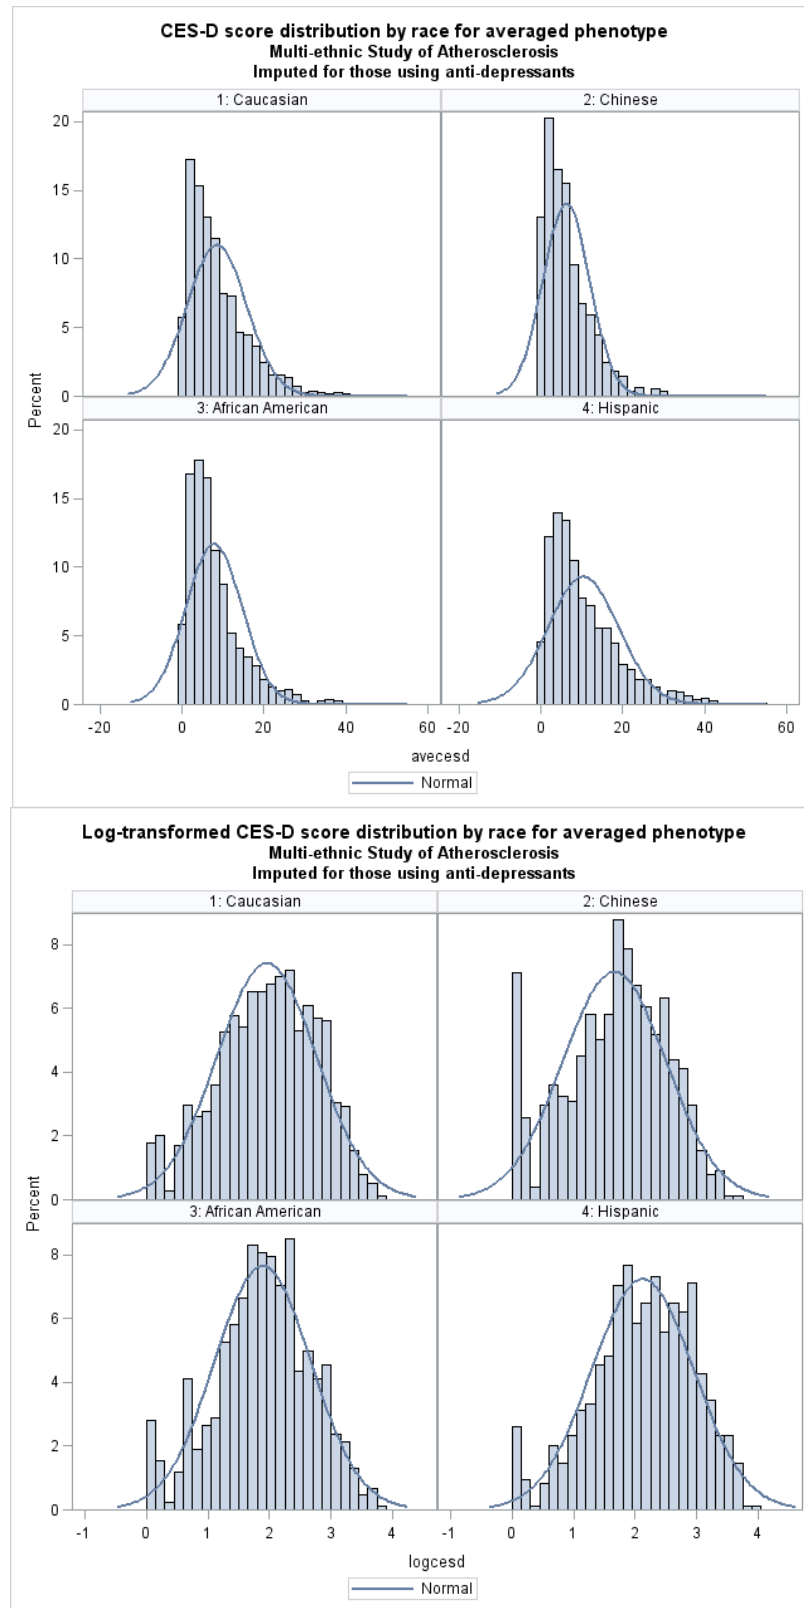 CES-D score distribution by race for averaged phenotype
Multi-ethnic Study of Atherosclerosis
Imputed for those using anti-depressants
1: Caucasian
2: Chinese
20
15
10
5
0
Percent
3: African American
4: Hispanic
20
15
10
5
0
-20 0 20 40 60 -20 0 20 40 60
avecesd
Normal
Log-transformed CES-D score distribution by race for averaged phenotype
Multi-ethnic Study of Atherosclerosis
Imputed for those using anti-depressants
1: Caucasian
2: Chinese
8
6
4
2
0
Percent
3: African American
4: Hispanic
8
6
4
2
0
-1 0 1 2 3 4 -1 0 1 2 3 4
logcesd
Normal